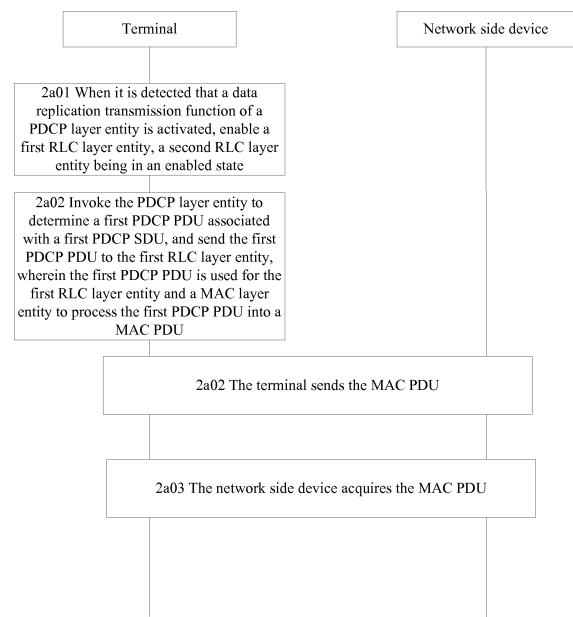 Terminal
Network side device
2a01 When it is detected that a data
replication transmission function of a
PDCP layer entity is activated, enable a
first RLC layer entity, a second RLC layer
entity being in an enabled state
2a02 Invoke the PDCP layer entity to
determine a first PDCP PDU associated
with a first PDCP SDU, and send the first
PDCP PDU to the first RLC layer entity,
wherein the first PDCP PDU is used for the
first RLC layer entity and a MAC layer
entity to process the first PDCP PDU into a
MAC PDU
2a02 The terminal sends the MAC PDU
2a03 The network side device acquires the MAC PDU